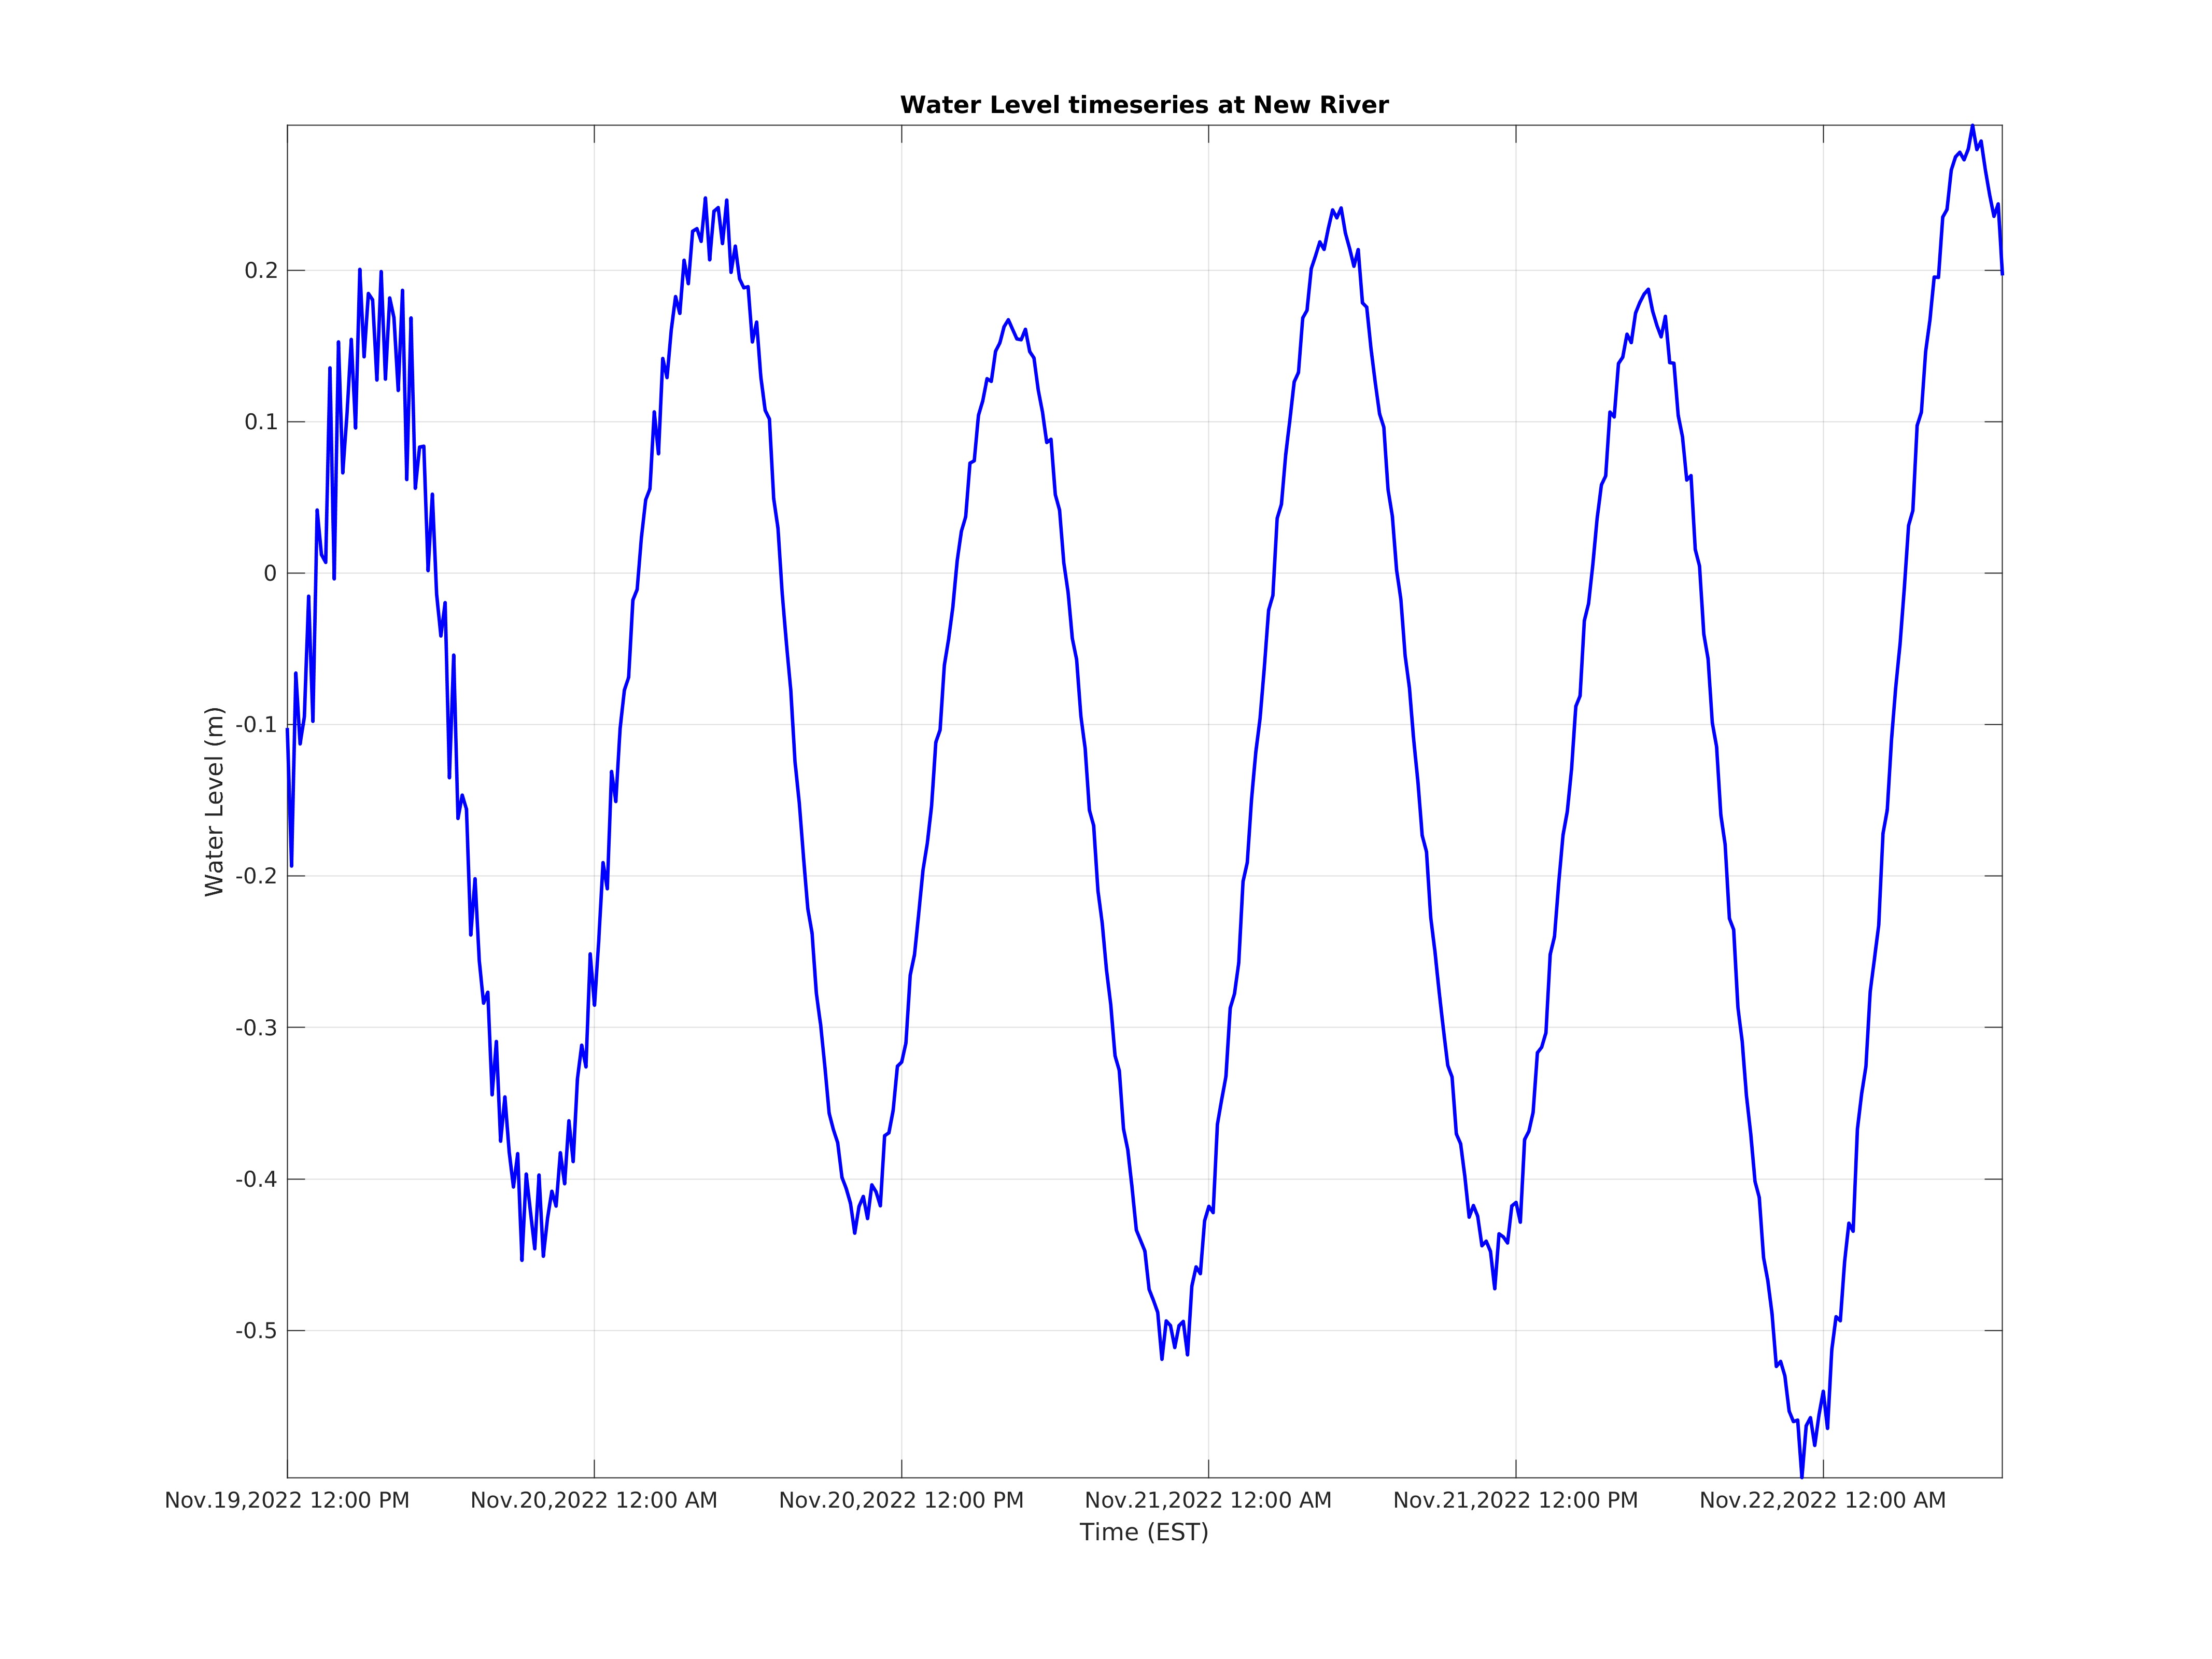 Water Level timeseries at New River
Water Level (m)
0.2
0.1
0
-0.1
-0.2
-0.3
-0.4
-0.5
Nov.19,2022 12:00 PM
Nov.20,2022 12:00 AM
Nov.20,2022 12:00 PM
Nov.21,2022 12:00 AM
Nov.21,2022 12:00 PM
Nov.22,2022 12:00 AM
Time (EST)